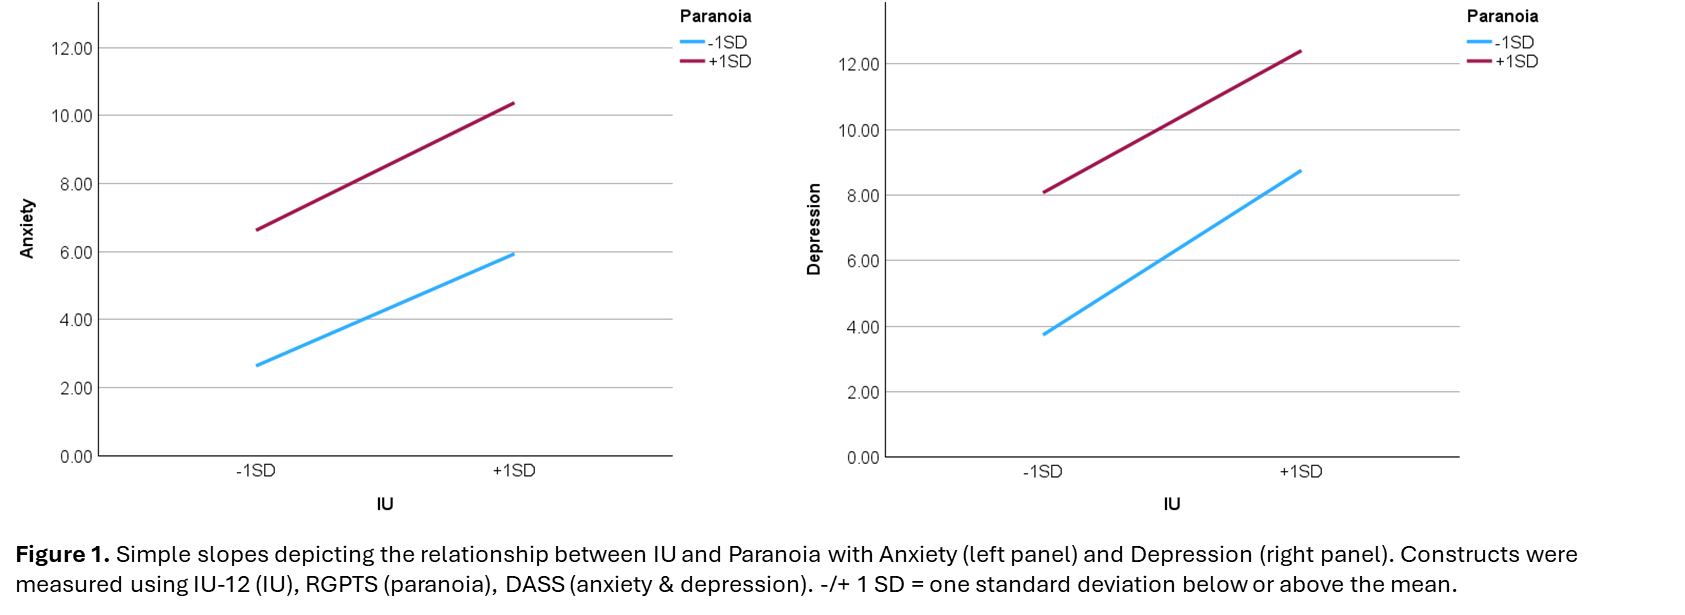 Paranoia
-1SD
+1SD
12.00
10.00
8.00
6.00
4.00
2.00
0.00
Anxiety
-1SD
+1SD
IU
Paranoia
-1SD
+1SD
12.00
10.00
8.00
6.00
4.00
2.00
0.00
Depression
-1SD
+1SD
IU
Figure 1. Simple slopes depicting the relationship between IU and Paranoia with Anxiety (left panel) and Depression (right panel). Constructs were
measured using IU-12 (IU), RGPTS (paranoia), DASS (anxiety & depression). -/+ 1 SD = one standard deviation below or above the mean.